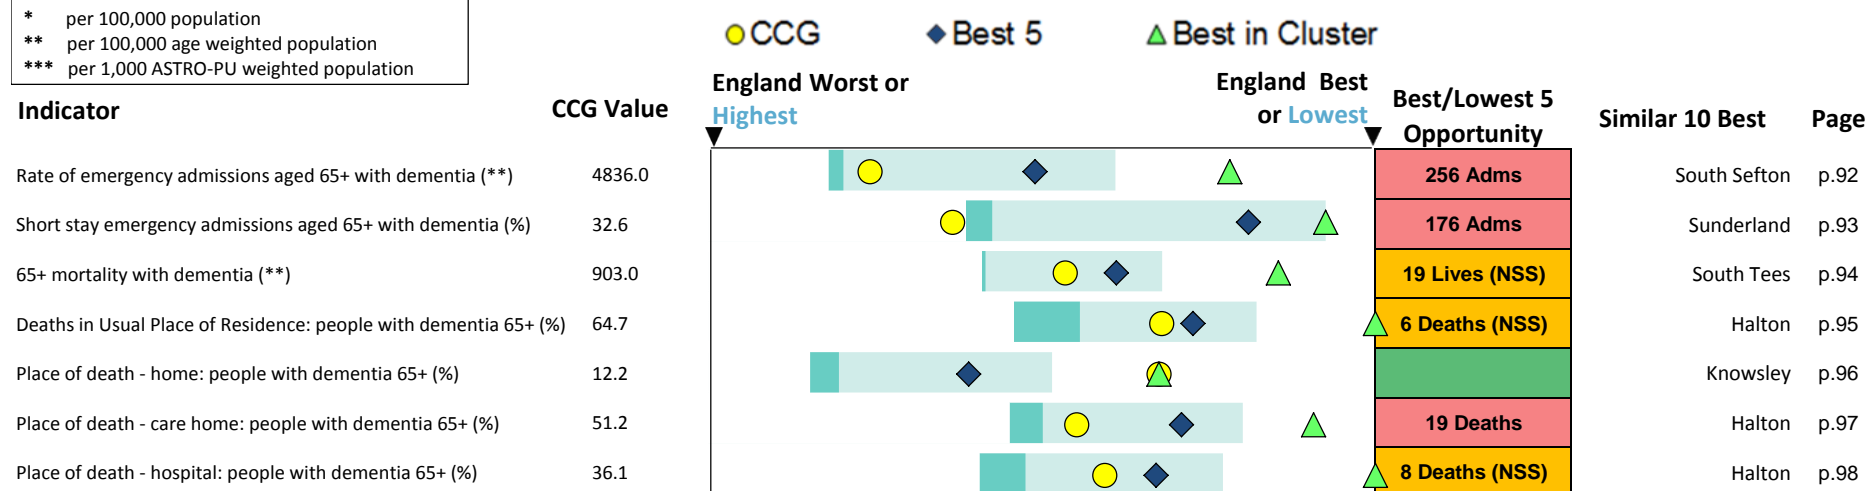 * per 100,000 population
** per 100,000 age weighted population
*** per 1,000 ASTRO-PU weighted population
CCG Best 5 Best in Cluster
Indicator CCG Value England Worst or Highest England Best or Lowest Best/Lowest 5 Opportunity Similar 10 Best Page
Rate of emergency admissions aged 65+ with dementia (**) 4836.0 256 Adms South Sefton p.92
Short stay emergency admissions aged 65+ with dementia (%) 32.6 176 Adms Sunderland p.93
65+ mortality with dementia (**) 903.0 19 Lives (NSS) South Tees p.94
Deaths in Usual Place of Residence: people with dementia 65+ (%) 64.7 6 Deaths (NSS) Halton p.95
Place of death - home: people with dementia 65+ (%) 12.2 Knowsley p.96
Place of death - care home: people with dementia 65+ (%) 51.2 19 Deaths Halton p.97
Place of death - hospital: people with dementia 65+ (%) 36.1 8 Deaths (NSS) Halton p.98